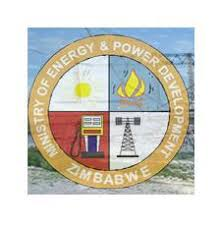 MINISTRY OF ENERGY & POWER DEVELOPMENT
ZIMBABWE